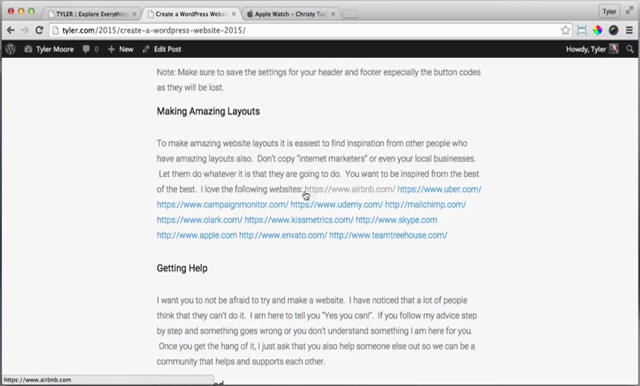 TYLER | Explore Everythin
Create a WordPress Websit
Apple Watch – Christy Tur
Tyler
tyler.com/2015/create-a-wordpress-website-2015/
Tyler Moore 0 + New Edit Post Howdy, Tyler
Note: Make sure to save the settings for your header and footer especially the button codes
as they will be lost.
Making Amazing Layouts
To make amazing website layouts it is easiest to find inspiration from other people who
have amazing layouts also. Don't copy "internet marketers" or even your local businesses.
Let them do whatever it is that they are going to do. You want to be inspired from the best
of the best. I love the following websites: https://www.airbnb.com/ https://www.uber.com/
https://www.campaignmonitor.com/ https://www.udemy.com/ http://mailchimp.com/
https://www.olark.com/ https://www.kissmetrics.com/ http://www.skype.com
http://www.apple.com http://www.envato.com/ http://www.teamtreehouse.com/
Getting Help
I want you to not be afraid to try and make a website. I have noticed that a lot of people
think that they can't do it. I am here to tell you "Yes you can!". If you follow my advice step
by step and something goes wrong or you don't understand something I am here for you.
Once you get the hang of it, I just ask that you also help someone else out so we can be a
community that helps and supports each other.
https://www.airbnb.com